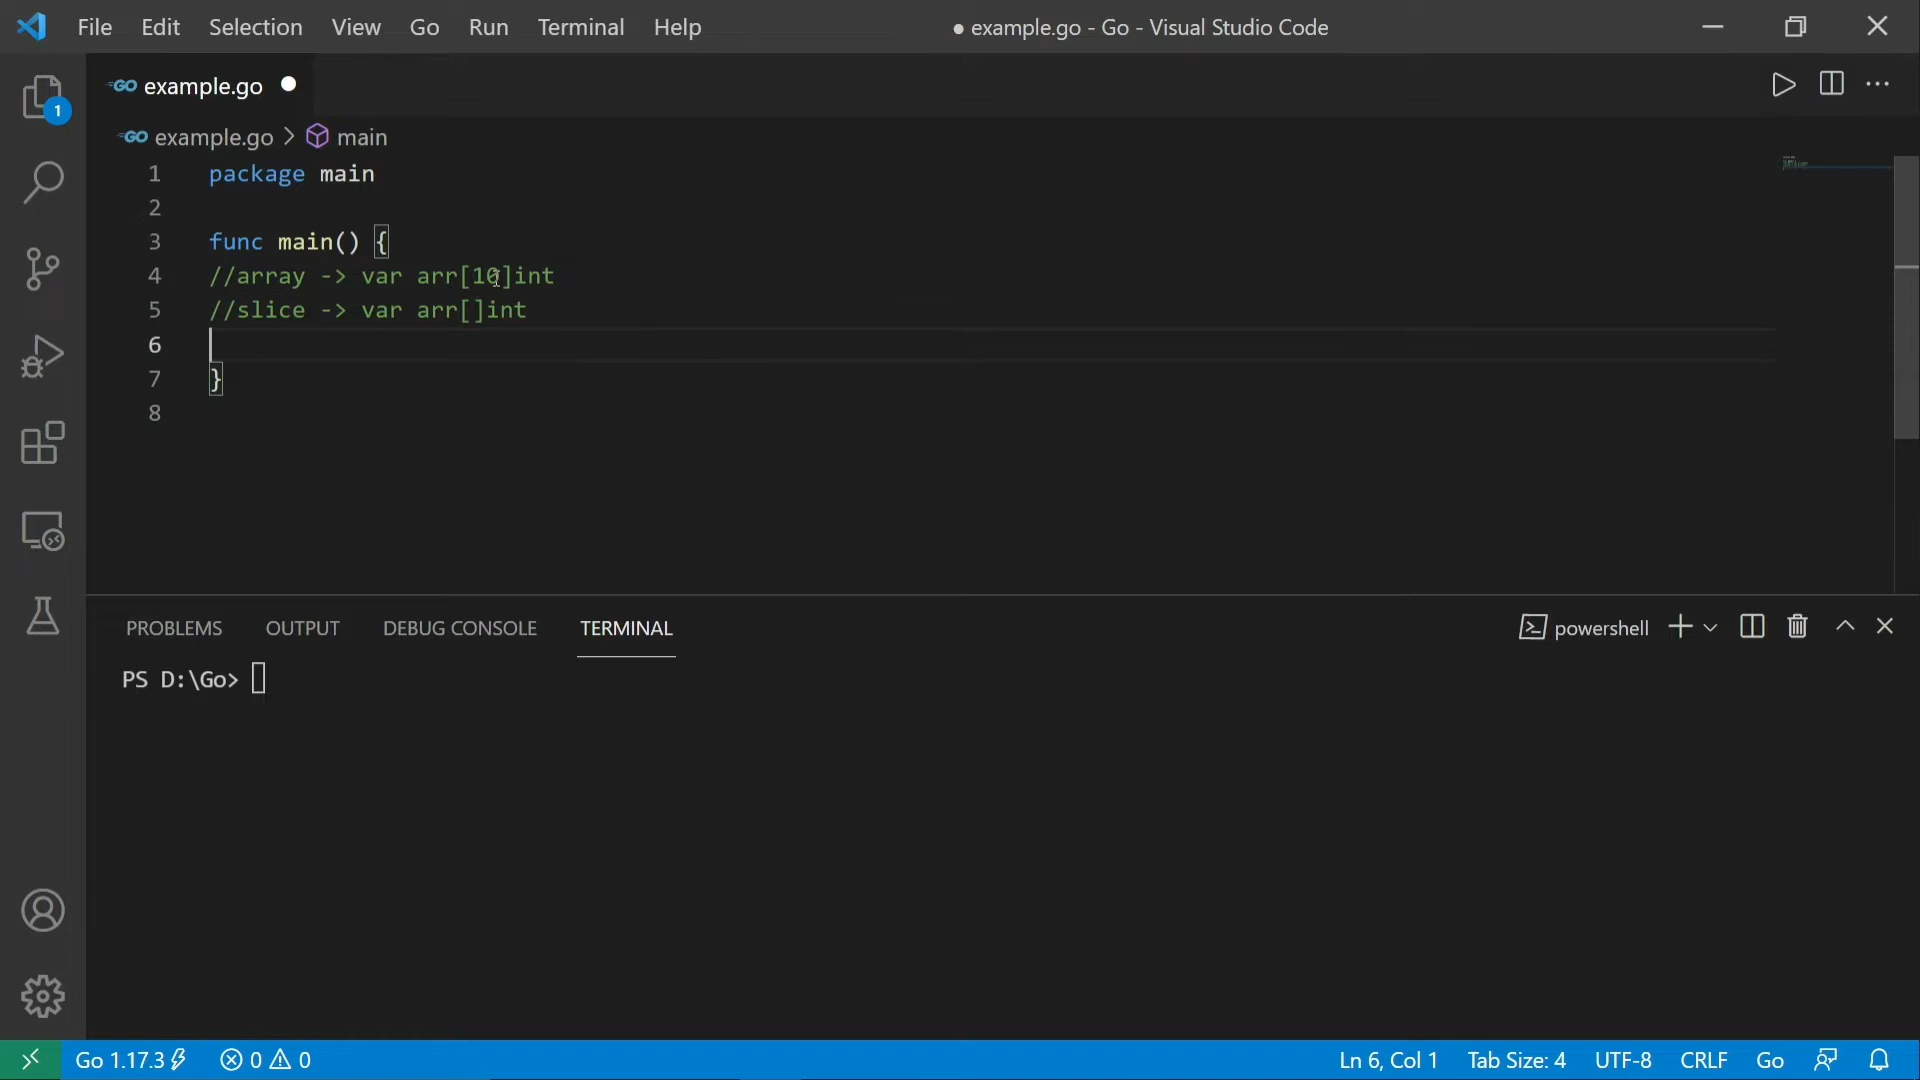 File Edit Selection View Go Run Terminal Help ● example.go - Go - Visual Studio Code
GO example.go ●
1
GO example.go > main
1 package main
2
3 func main() {
4 //array -> var arr[10]int
5 //slice -> var arr[]int
6
7 }
8
PROBLEMS OUTPUT DEBUG CONSOLE TERMINAL powershell
PS D:\Go>
Go 1.17.3 0 0 Ln 6, Col 1 Tab Size: 4 UTF-8 CRLF Go